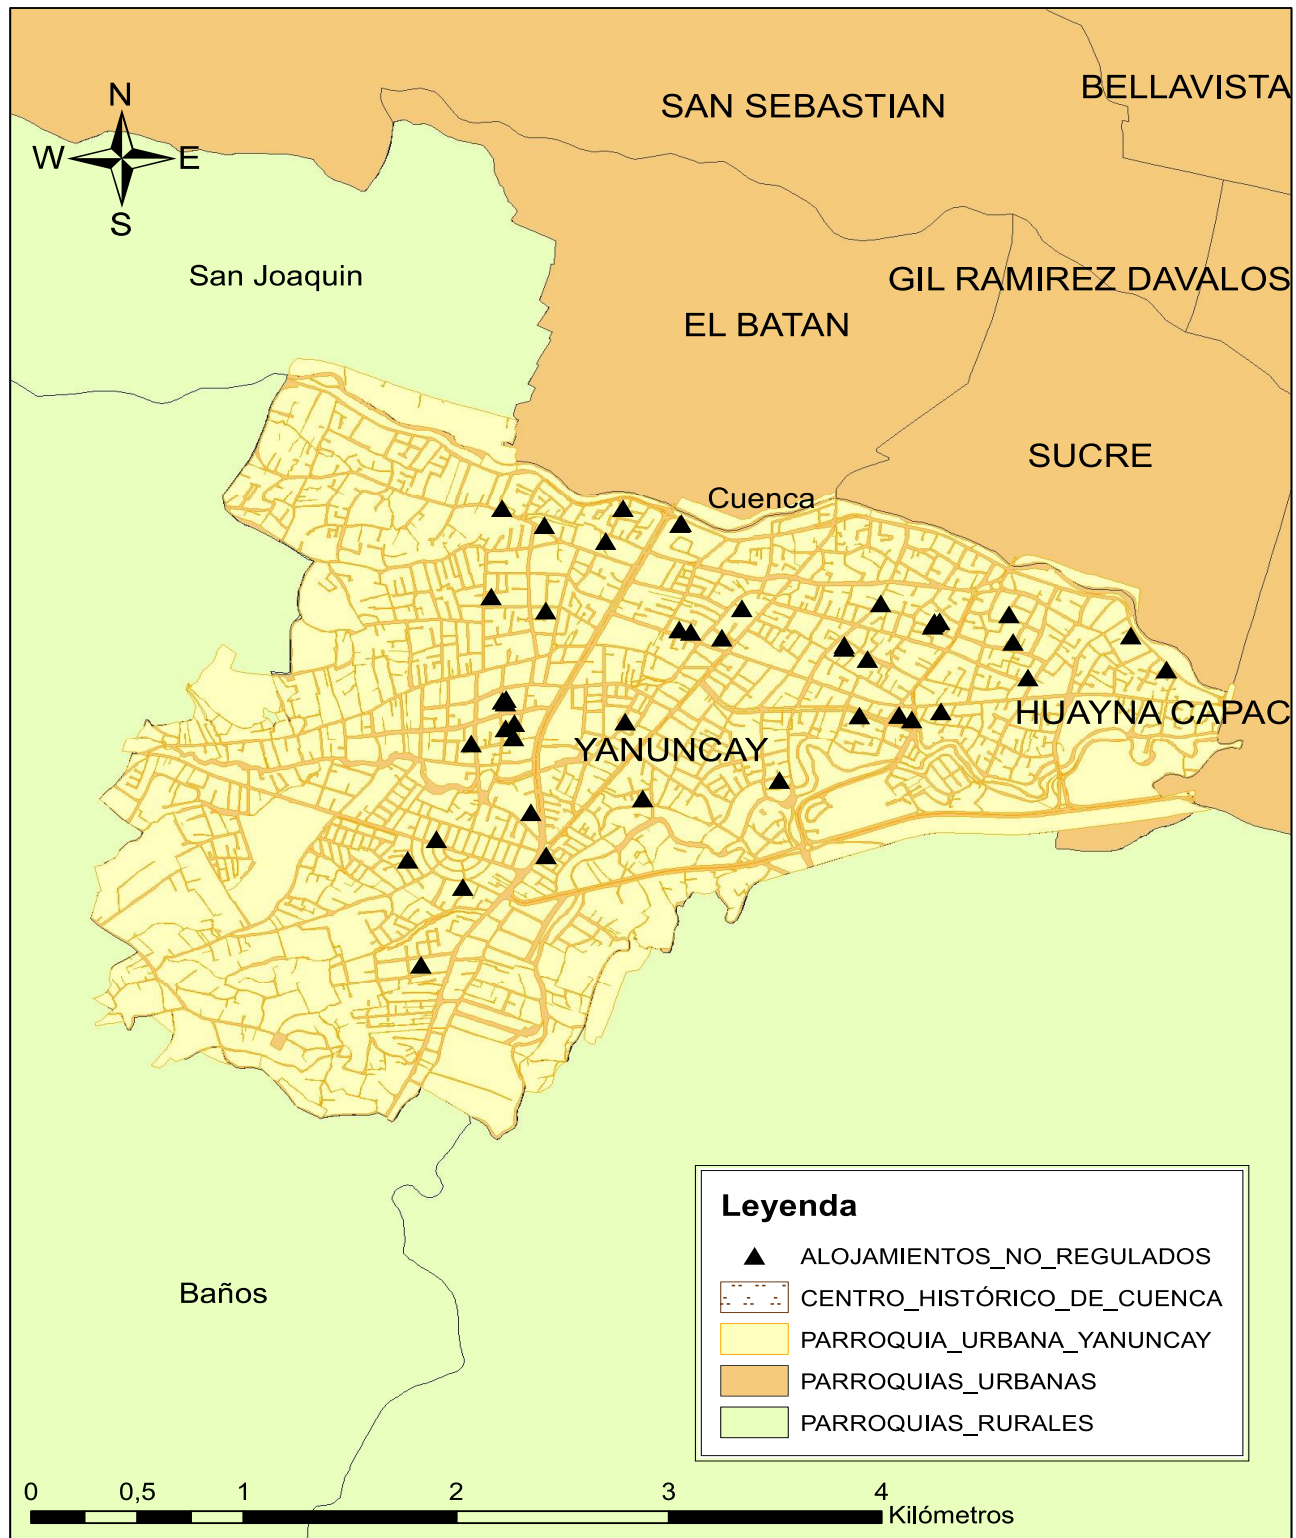 BELLAVISTA
SAN SEBASTIAN
N
W
E
S
San Joaquin
GIL RAMIREZ DAVALOS
EL BATAN
SUCRE
Cuenca
HUAYNA CAPAC
YANUNCAY
Baños
Leyenda
ALOJAMIENTOS_NO_REGULADOS
CENTRO_HISTÓRICO_DE_CUENCA
PARROQUIA_URBANA_YANUNCAY
PARROQUIAS_URBANAS
PARROQUIAS_RURALES
0 0,5 1 2 3 4
Kilómetros